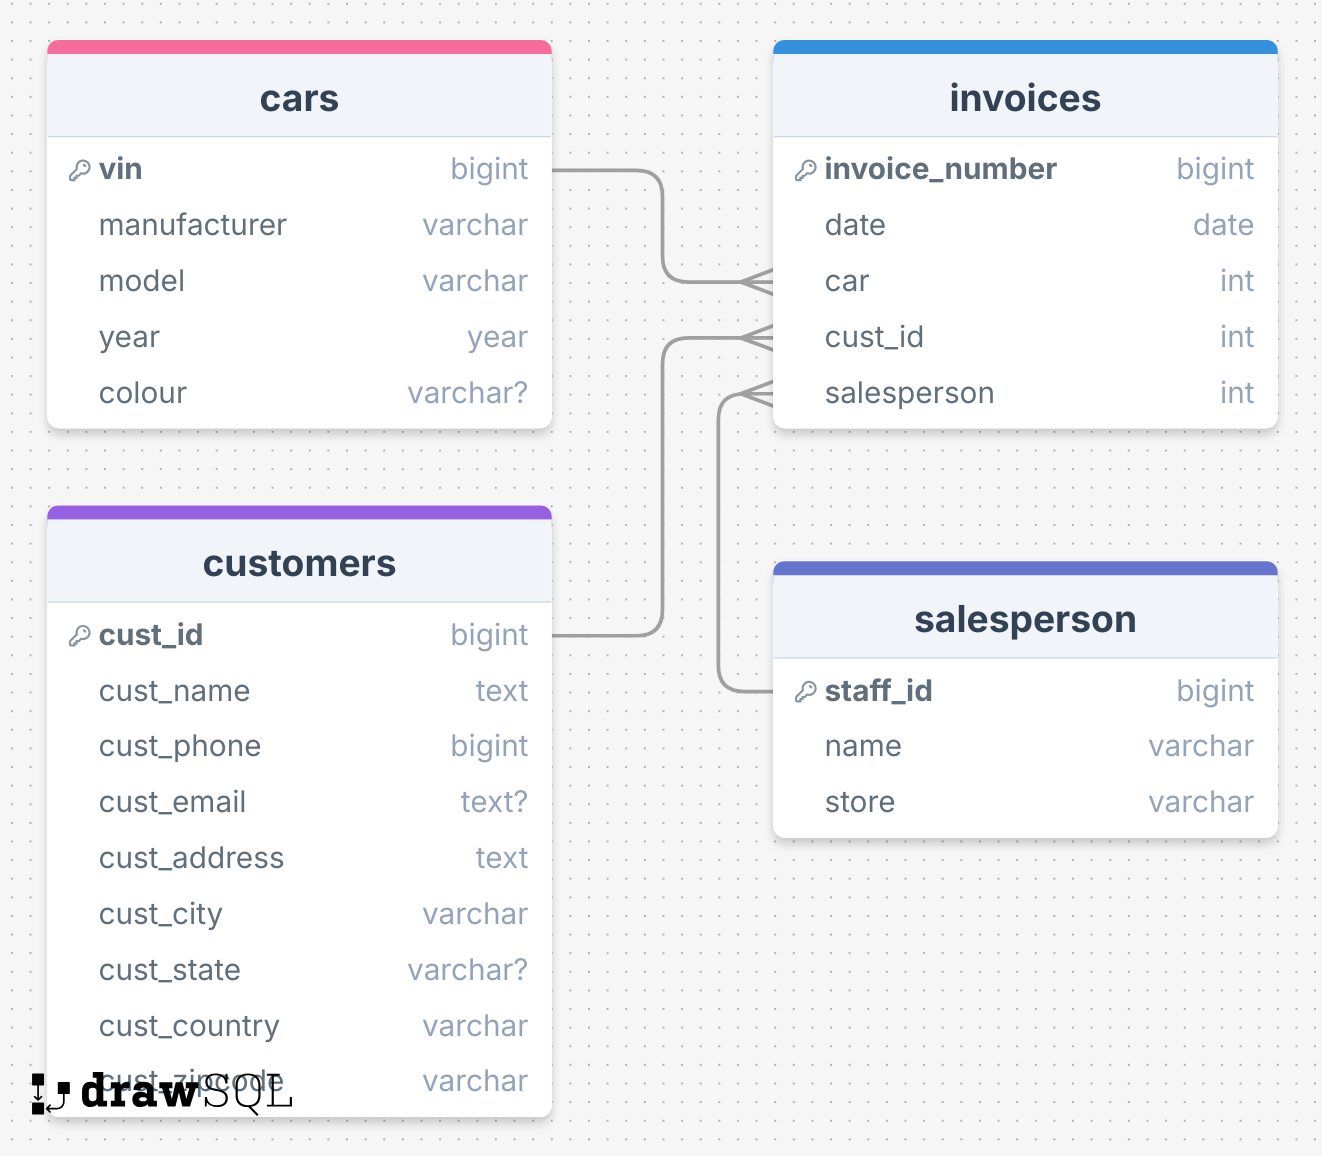 cars
vin bigint
manufacturer varchar
model varchar
year year
colour varchar?
invoices
invoice_number bigint
date date
car int
cust_id int
salesperson int
customers
cust_id bigint
cust_name text
cust_phone bigint
cust_email text?
cust_address text
cust_city varchar
cust_state varchar?
cust_country varchar
cust_zipcode varchar
salesperson
staff_id bigint
name varchar
store varchar
drawSQL